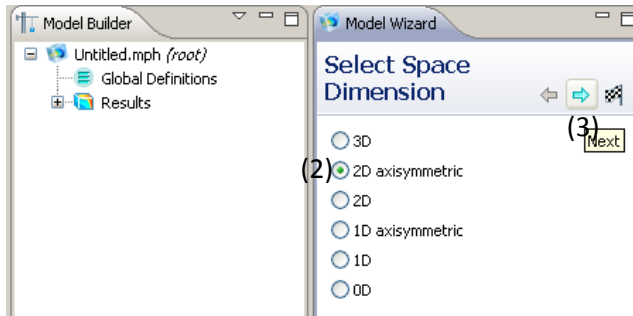 Model Builder
Untitled.mph (root)
Global Definitions
Results
Model Wizard
Select Space
Dimension
(3)
Next
3D
(2) 2D axisymmetric
2D
1D axisymmetric
1D
0D